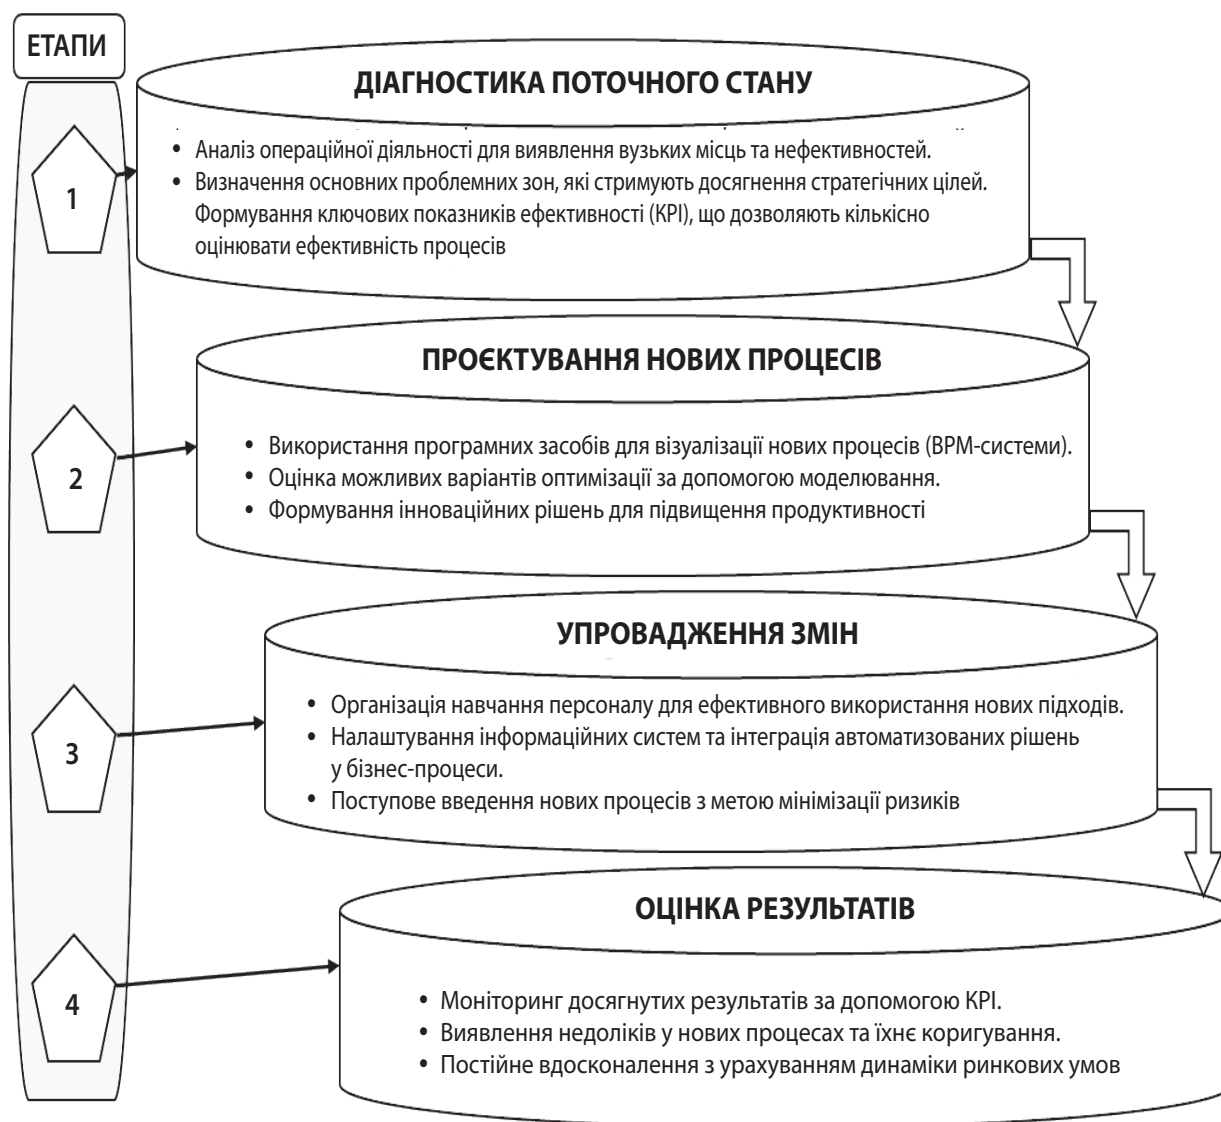 ЕТАПИ
ДІАГНОСТИКА ПОТОЧНОГО СТАНУ
1
• Аналіз операційної діяльності для виявлення вузьких місць та нефективностей.
• Визначення основних проблемних зон, які стримують досягнення стратегічних цілей.
Формування ключових показників ефективності (KPI), що дозволяють кількісно
оцінювати ефективність процесів
ПРОЄКТУВАННЯ НОВИХ ПРОЦЕСІВ
2
• Використання програмних засобів для візуалізації нових процесів (BPM-системи).
• Оцінка можливих варіантів оптимізації за допомогою моделювання.
• Формування інноваційних рішень для підвищення продуктивності
УПРОВАДЖЕННЯ ЗМІН
3
• Організація навчання персоналу для ефективного використання нових підходів.
• Налаштування інформаційних систем та інтеграція автоматизованих рішень
у бізнес-процеси.
• Поступове введення нових процесів з метою мінімізації ризиків
ОЦІНКА РЕЗУЛЬТАТІВ
4
• Моніторинг досягнутих результатів за допомогою KPI.
• Виявлення недоліків у нових процесах та їхнє коригування.
• Постійне вдосконалення з урахуванням динаміки ринкових умов